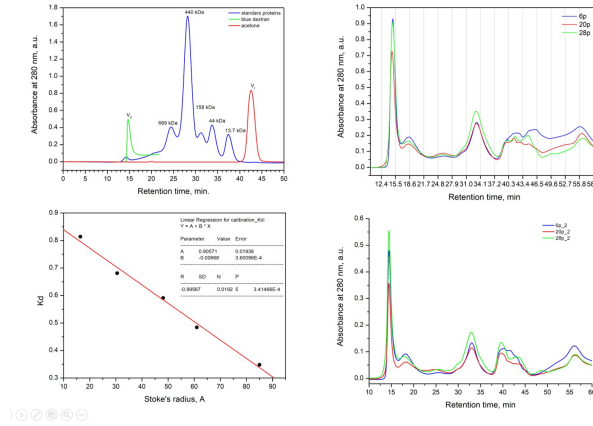 440 kDa
standars proteins
blue dextran
acetone
669 kDa
158 kDa
44 kDa
13.7 kDa
V
V
Absorbance at 280 nm, a.u.
1.8
1.6
1.4
1.2
1.0
0.8
0.6
0.4
0.2
0.0
0 5 10 15 20 25 30 35 40 45 50
Retention time, min.
6p
20p
28p
Absorbance at 280 nm, a.u.
1.0
0.9
0.8
0.7
0.6
0.5
0.4
0.3
0.2
0.1
0.0
12.4 15.5 18.6 21.7 24.8 27.9 31.0 34.1 37.2 40.3 43.4 46.5 49.6 52.7 55.8 58
Retention time, min
Linear Regression for calibration_Kd:
Y = A + B * X
Parameter Value Error
A 0.90571 0.01936
B -0.00668 3.60096E-4
R SD N P
-0.99567 0.0192 5 3.41466E-4
Kd
0.9
0.8
0.7
0.6
0.5
0.4
0.3
10 20 30 40 50 60 70 80 90
Stoke's radius, A
6p_2
20p_2
28p_2
Absorbance at 280 nm, a.u.
0.6
0.5
0.4
0.3
0.2
0.1
0.0
10 15 20 25 30 35 40 45 50 55 60
Retention time, min